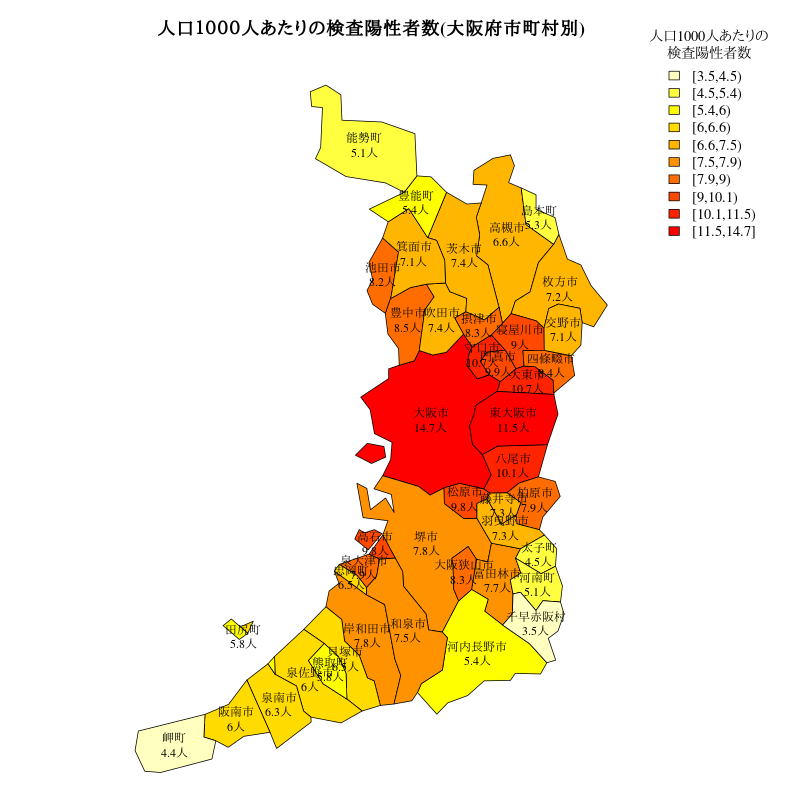 人口1000人あたりの検査陽性者数(大阪府市町村別)
人口1000人あたりの
検査陽性者数
[3.5,4.5)
[4.5,5.4)
[5.4,6)
[6,6.6)
[6.6,7.5)
[7.5,7.9)
[7.9,9)
[9,10.1)
[10.1,11.5)
[11.5,14.7]
能勢町
5.1人
豊能町
5.4人
島本町
5.3人
高槻市
6.6人
茨木市
7.4人
箕面市
7.1人
池田市
8.2人
枚方市
7.2人
豊中市
8.5人
吹田市
7.4人
摂津市
8.3人
寝屋川市
9人
交野市
7.1人
守口市
10.7人
門真市
9.9人
四條畷市
8.4人
大東市
10.7人
大阪市
14.7人
東大阪市
11.5人
八尾市
10.1人
松原市
9.8人
藤井寺市
7.3人
柏原市
7.9人
羽曳野市
7.3人
高石市
9.8人
堺市
7.8人
太子町
4.5人
泉大津市
忠岡町
6.5人
大阪狭山市
8.3人
富田林市
7.7人
河南町
5.1人
千早赤阪村
3.5人
田尻町
5.8人
岸和田市
7.8人
和泉市
7.5人
貝塚市
6.5人
熊取町
5.8人
河内長野市
5.4人
泉佐野市
6人
泉南市
6.3人
阪南市
6人
岬町
4.4人